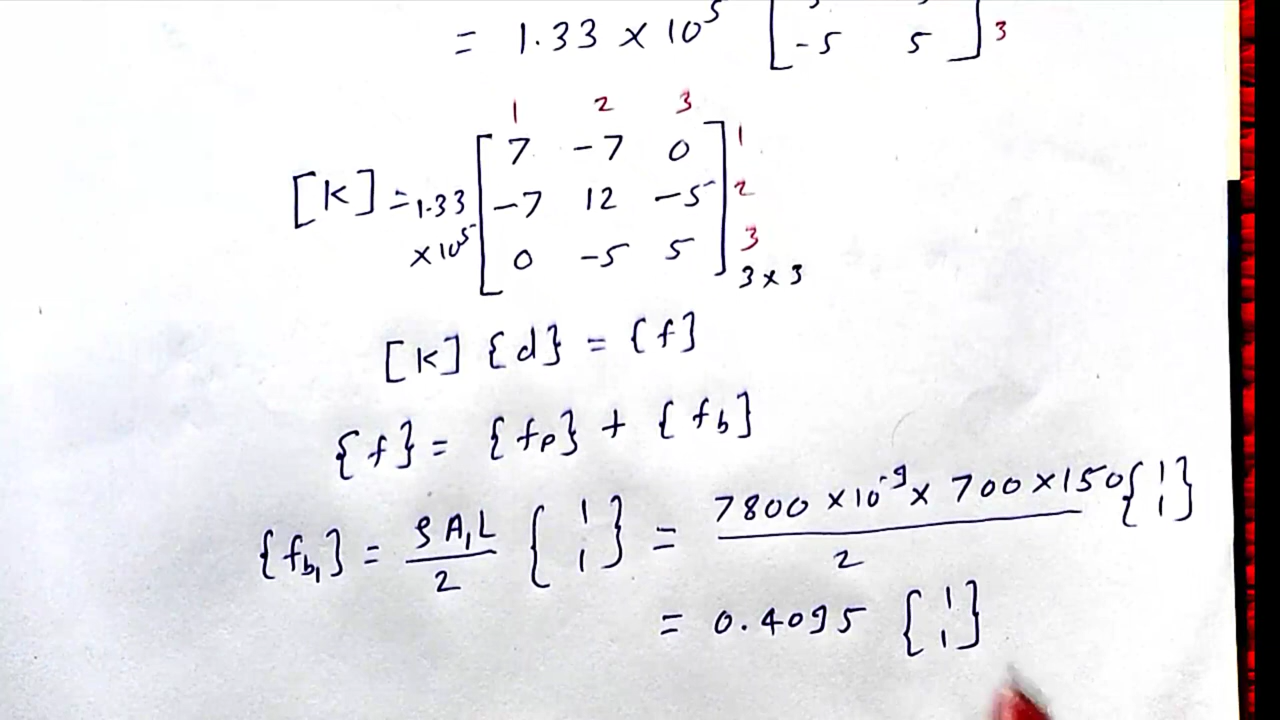 = 1.33 × 10⁵ [-5 5] 3
1 2 3
[K] = 1.33 × 10⁵ [7 -7 0] 1
[-7 12 -5] 2
[0 -5 5] 3
3 × 3
[K] {d} = {f}
{f} = {fp} + {fb}
{fb₁} = ρA₁L/2 {1 1} = 7800 × 10⁻⁹ × 700 × 150/2 {1 1}
= 0.4095 {1 1}